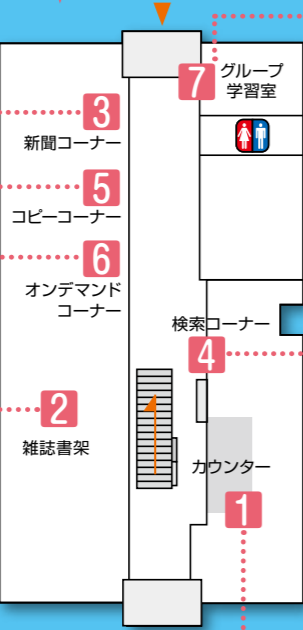 7
グループ
学習室
3
新聞コーナー
5
コピーコーナー
6
オンデマンド
コーナー
検索コーナー
4
2
雑誌書架
カウンター
1